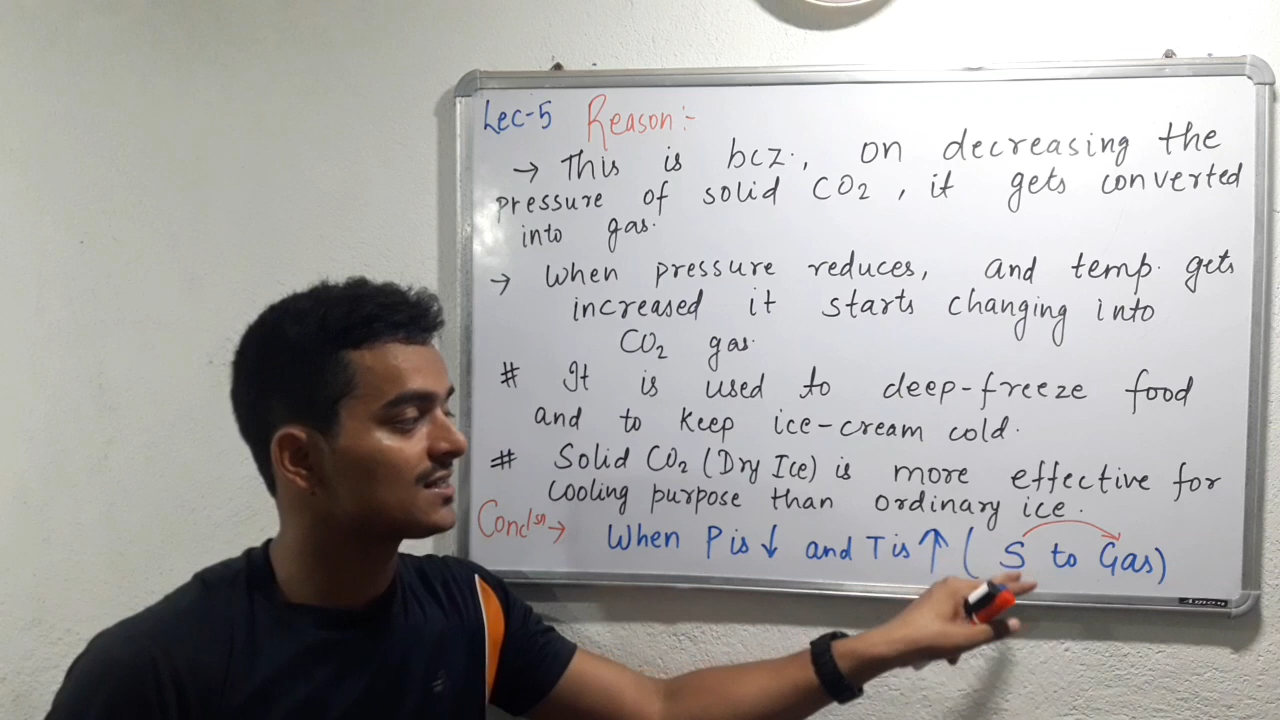 Lec-5 Reason:-
→ This is bcz., on decreasing the
pressure of solid CO2, it gets converted
into gas.
→ When pressure reduces, and temp. gets
increased it starts changing into
CO2 gas.
# It is used to deep-freeze food
and to keep ice-cream cold.
# Solid CO2 (Dry Ice) is more effective for
cooling purpose than ordinary ice.
Conclsn → When P is ↓ and T is ↑ ( S to Gas)
Aman